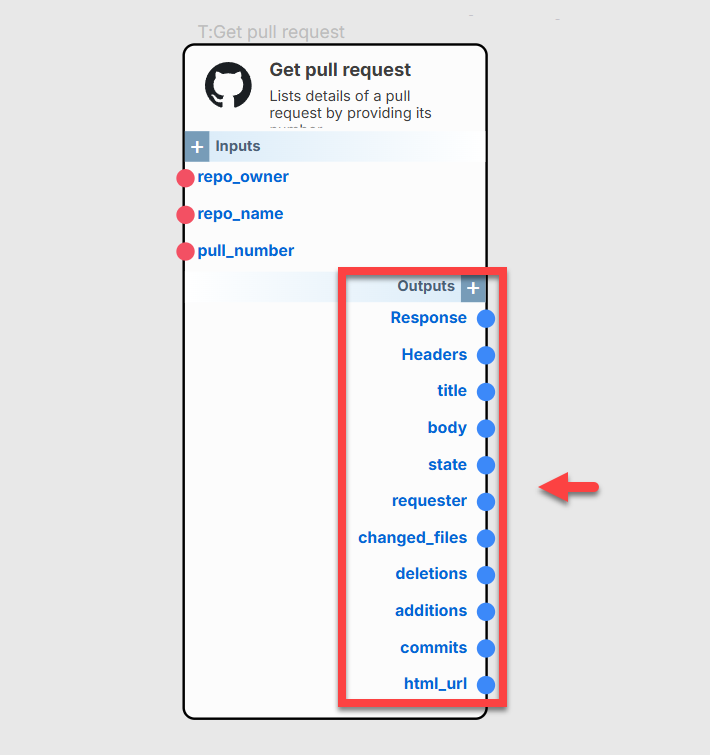 T:Get pull request
Get pull request
Lists details of a pull
request by providing its
+ Inputs
repo_owner
repo_name
pull_number
Outputs +
Response
Headers
title
body
state
requester
changed_files
deletions
additions
commits
html_url